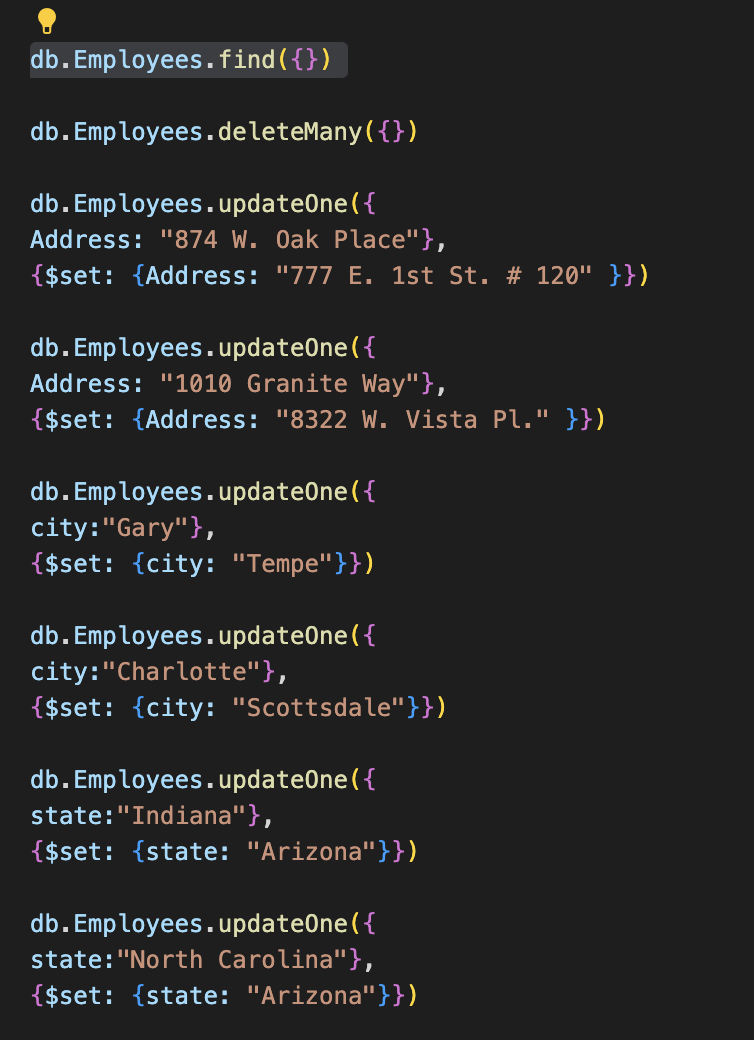 db.Employees.find({})
db.Employees.deleteMany({})
db.Employees.updateOne({
Address: "874 W. Oak Place"},
{$set: {Address: "777 E. 1st St. # 120" }})
db.Employees.updateOne({
Address: "1010 Granite Way"},
{$set: {Address: "8322 W. Vista Pl." }})
db.Employees.updateOne({
city:"Gary"},
{$set: {city: "Tempe"}})
db.Employees.updateOne({
city:"Charlotte"},
{$set: {city: "Scottsdale"}})
db.Employees.updateOne({
state:"Indiana"},
{$set: {state: "Arizona"}})
db.Employees.updateOne({
state:"North Carolina"},
{$set: {state: "Arizona"}})